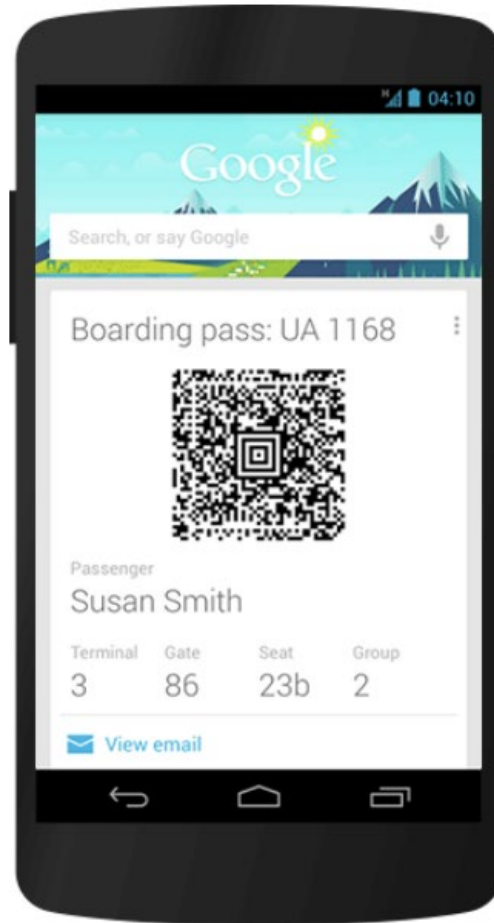 H 04:10
Google
Search, or say Google
Boarding pass: UA 1168
Passenger
Susan Smith
Terminal Gate Seat Group
3 86 23b 2
View email